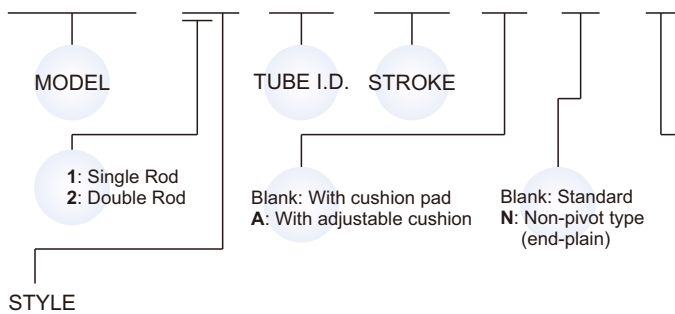 MODEL
TUBE I.D.
STROKE
1: Single Rod
2: Double Rod
Blank: With cushion pad
A: With adjustable cushion
Blank: Standard
N: Non-pivot type
(end-plain)
STYLE